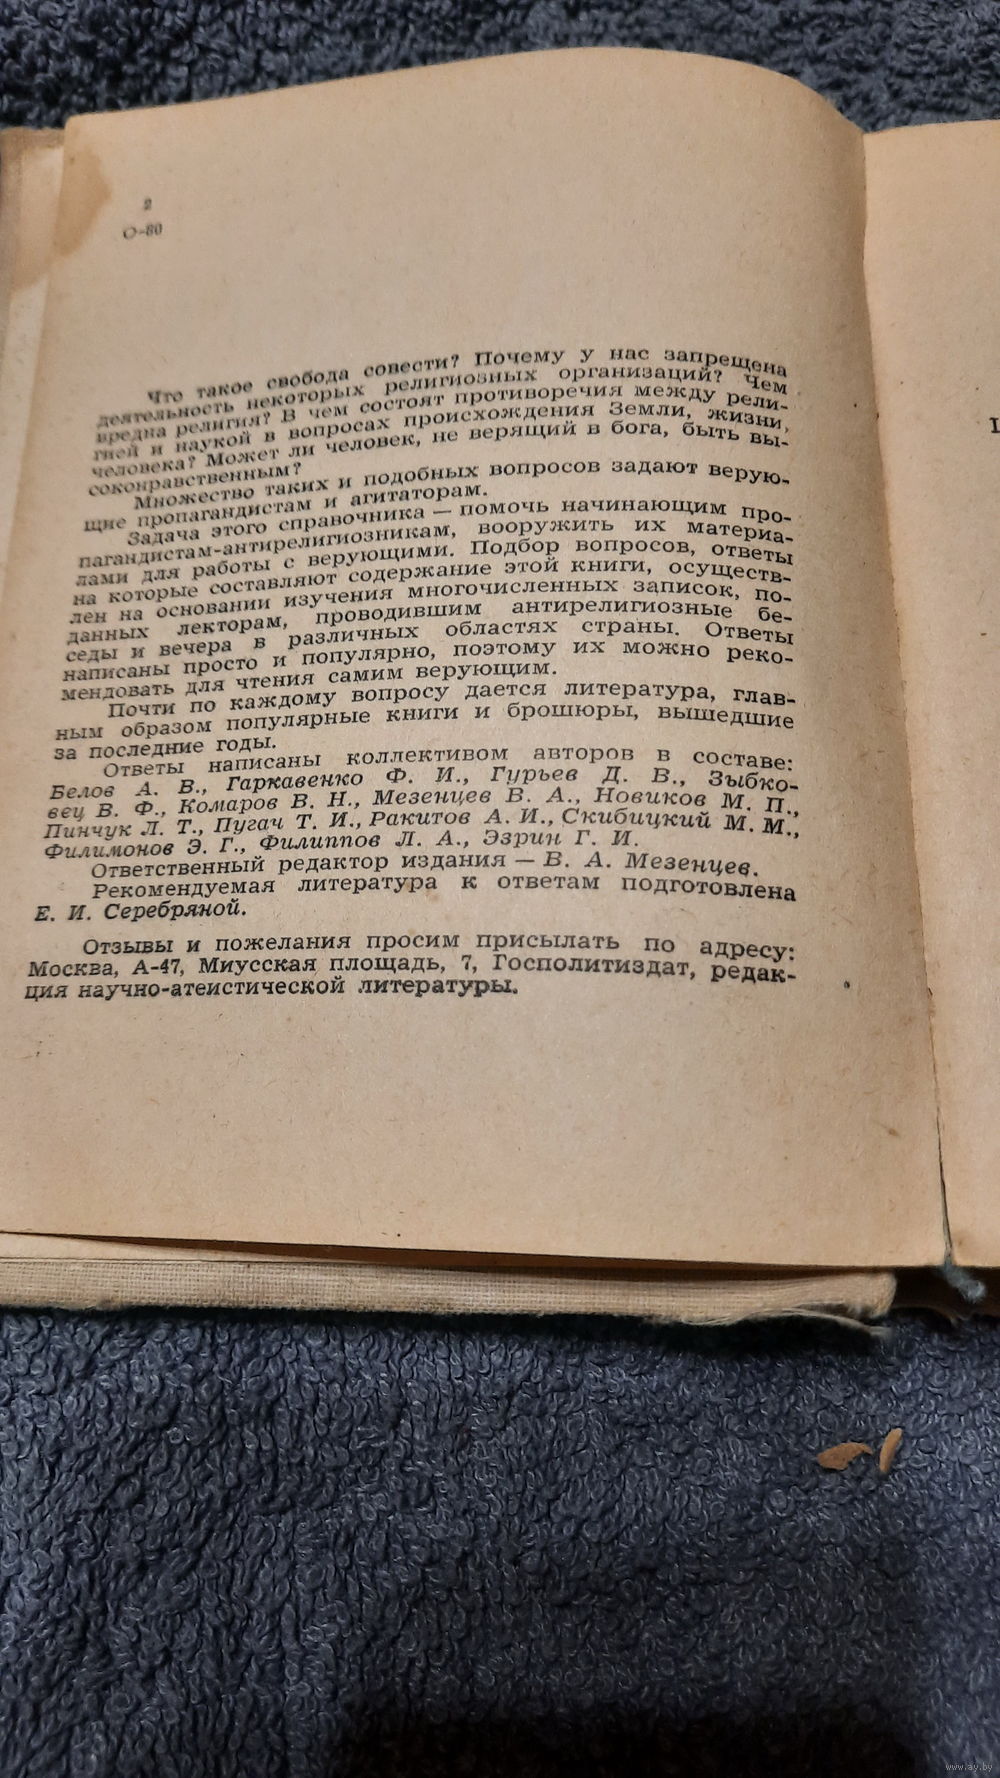 2
О-80
Что такое свобода совести? Почему у нас запрещена
деятельность некоторых религиозных организаций? Чем
вредна религия? В чем состоят противоречия между рели-
гией и наукой в вопросах происхождения Земли, жизни,
человека? Может ли человек, не верящий в бога, быть вы-
соконравственным?
Множество таких и подобных вопросов задают верую-
щие пропагандистам и агитаторам.
Задача этого справочника — помочь начинающим про-
пагандистам-антирелигиозникам, вооружить их материа-
лами для работы с верующими. Подбор вопросов, ответы
на которые составляют содержание этой книги, осуществ-
лен на основании изучения многочисленных записок, по-
данных лекторам, проводившим антирелигиозные бе-
седы и вечера в различных областях страны. Ответы
написаны просто и популярно, поэтому их можно реко-
мендовать для чтения самим верующим.
Почти по каждому вопросу дается литература, глав-
ным образом популярные книги и брошюры, вышедшие
за последние годы.
Ответы написаны коллективом авторов в составе:
Белов А. В., Гаркавенко Ф. И., Гурьев Д. В., Зыбко-
вец В. Ф., Комаров В. Н., Мезенцев В. А., Новиков М. П.,
Пинчук Л. Т., Пугач Т. И., Ракитов А. И., Скибицкий М. М.,
Филимонов Э. Г., Филиппов Л. А., Эзрин Г. И.
Ответственный редактор издания — В. А. Мезенцев.
Рекомендуемая литература к ответам подготовлена
Е. И. Серебряной.
Отзывы и пожелания просим присылать по адресу:
Москва, А-47, Миусская площадь, 7, Госполитиздат, редак-
ция научно-атеистической литературы.
www.ay.by